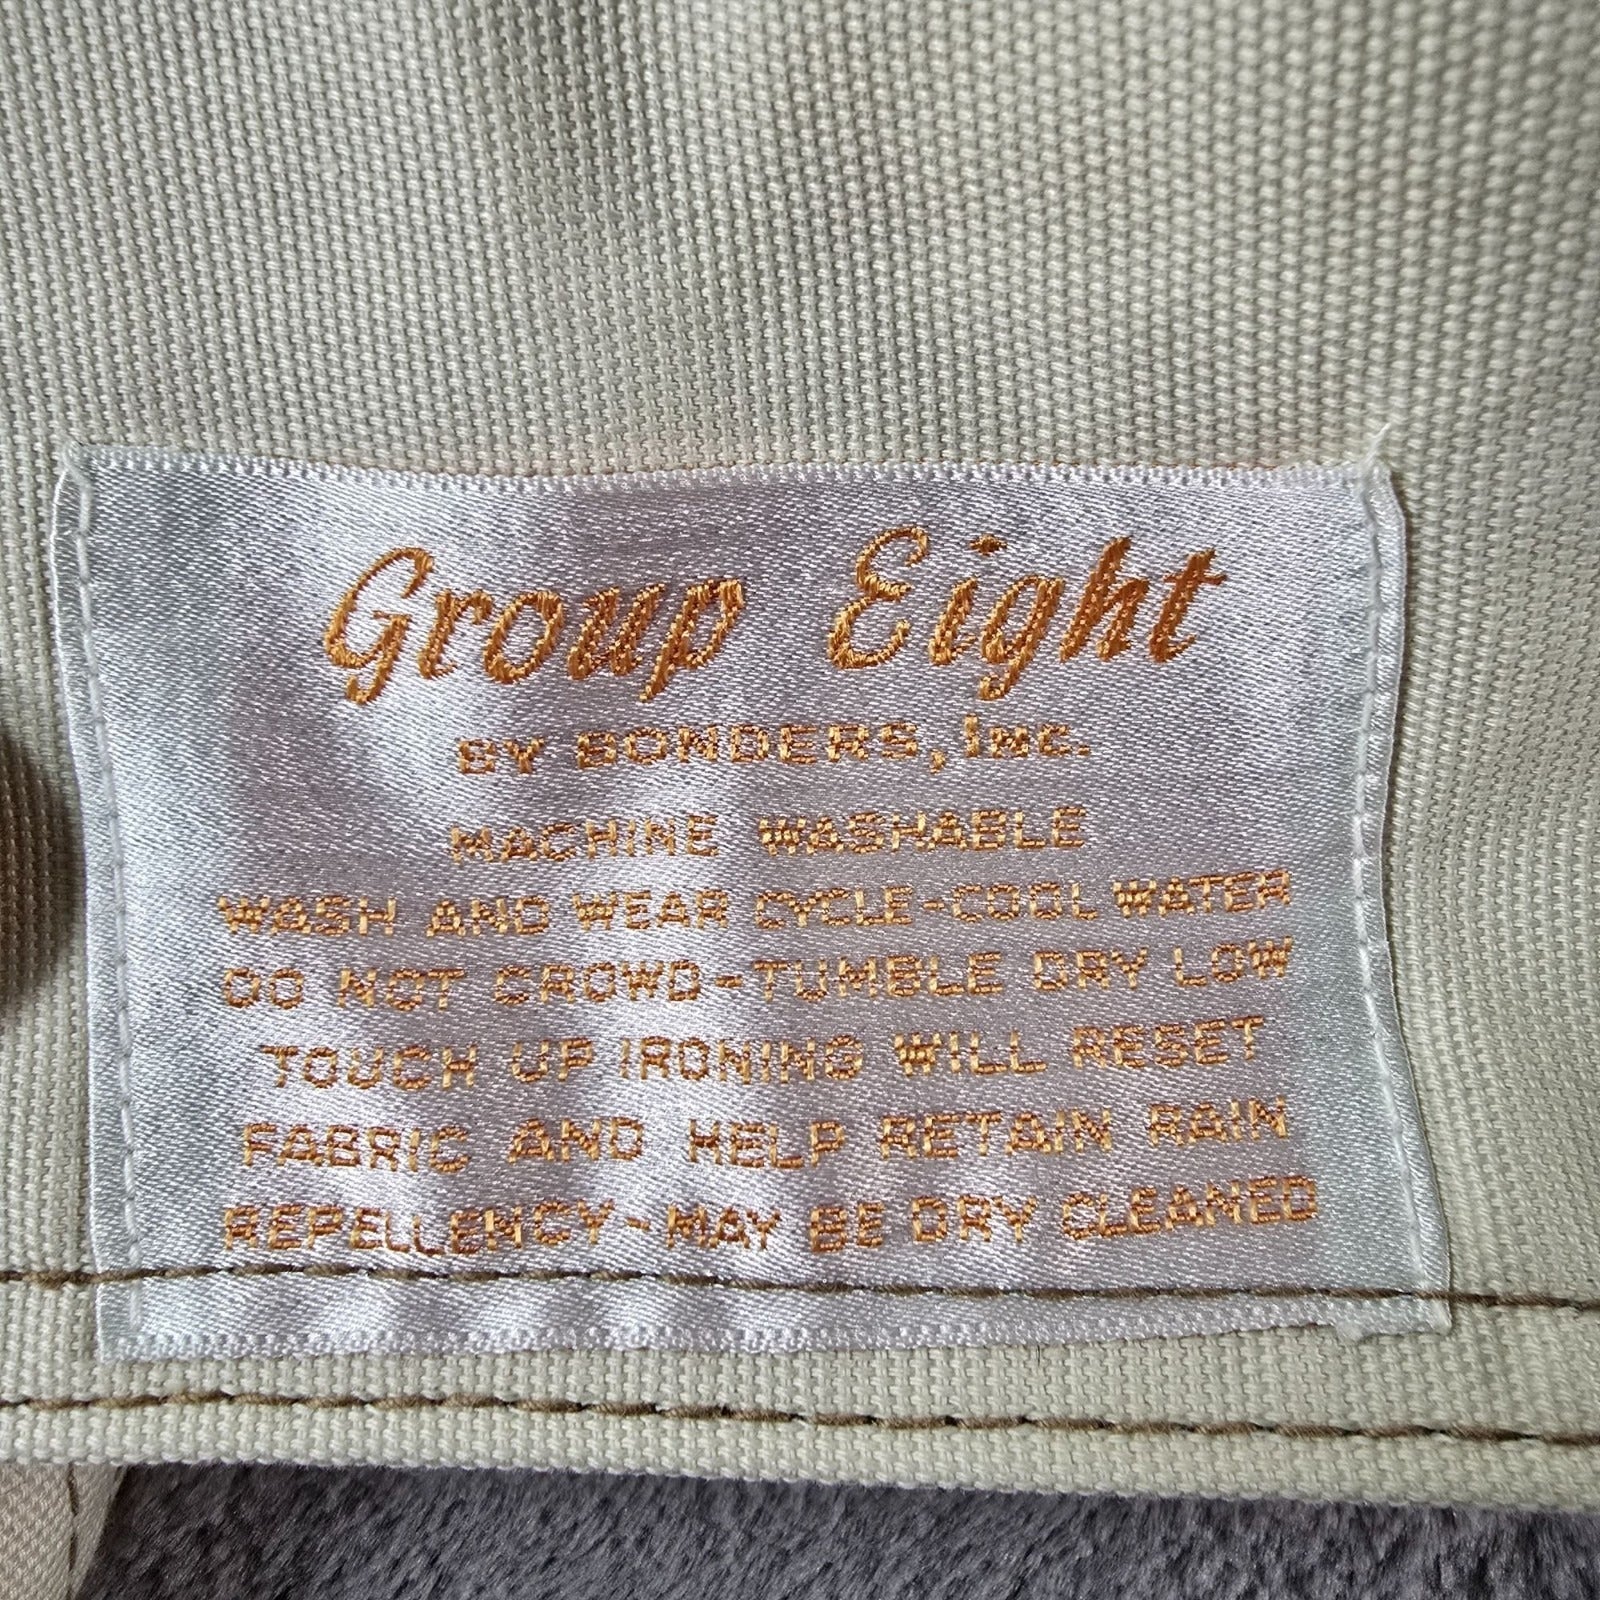 Group Eight
BY BONDERS, inc.
MACHINE WASHABLE
WASH AND WEAR CYCLE-COOL WATER
DO NOT CROWD-TUMBLE DRY LOW
TOUCH UP IRONING WILL RESET
FABRIC AND HELP RETAIN RAIN
REPELLENCY-MAY BE DRY CLEANED